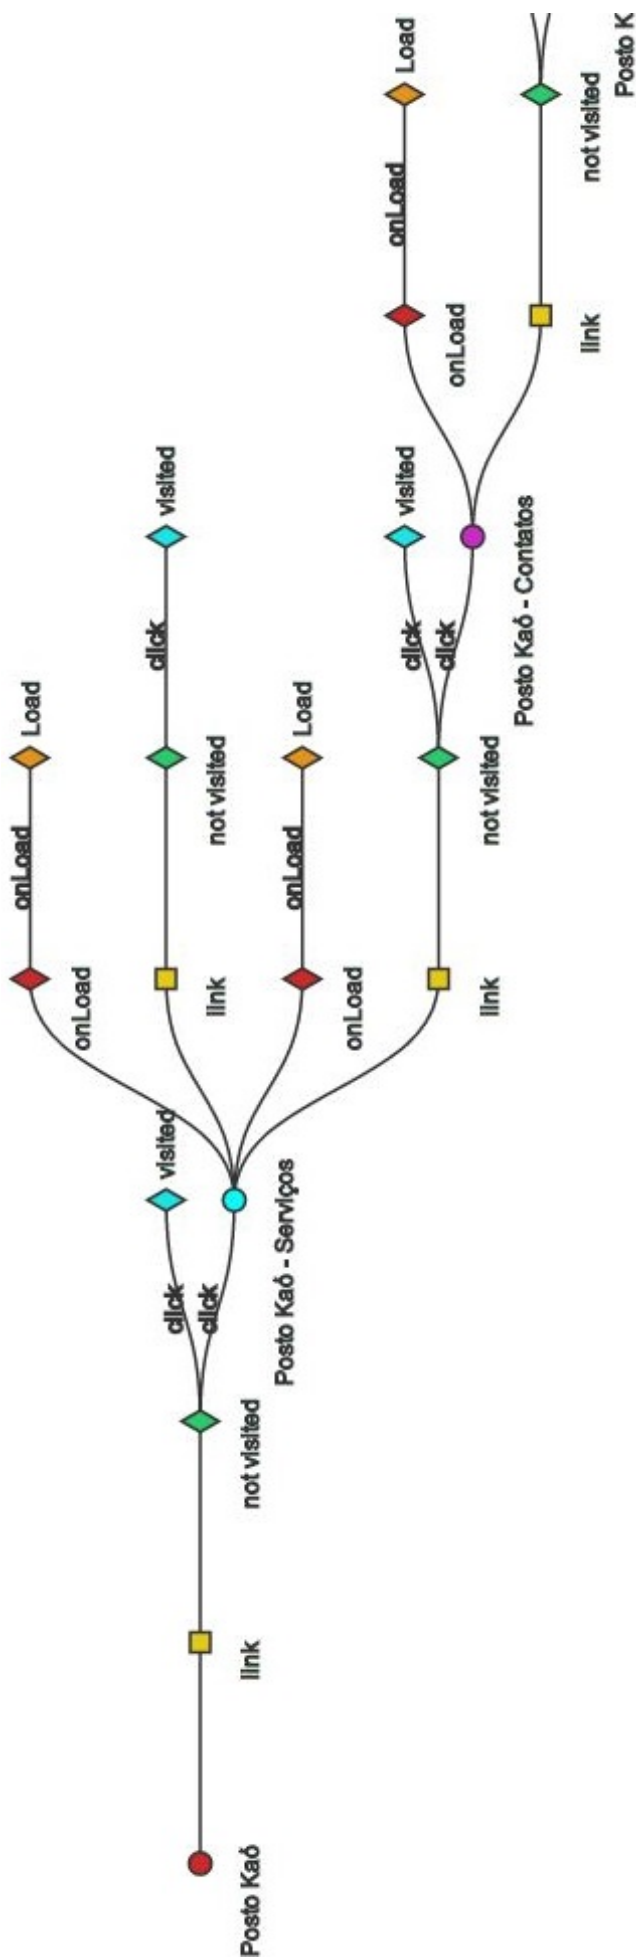 Posto Kaó
link
not visited
click
click
visited
Posto Kaó - Serviços
onLoad
onLoad
Load
link
not visited
click
visited
onLoad
onLoad
Load
link
not visited
click
click
visited
Posto Kaó - Contatos
onLoad
onLoad
Load
link
not visited
Posto K